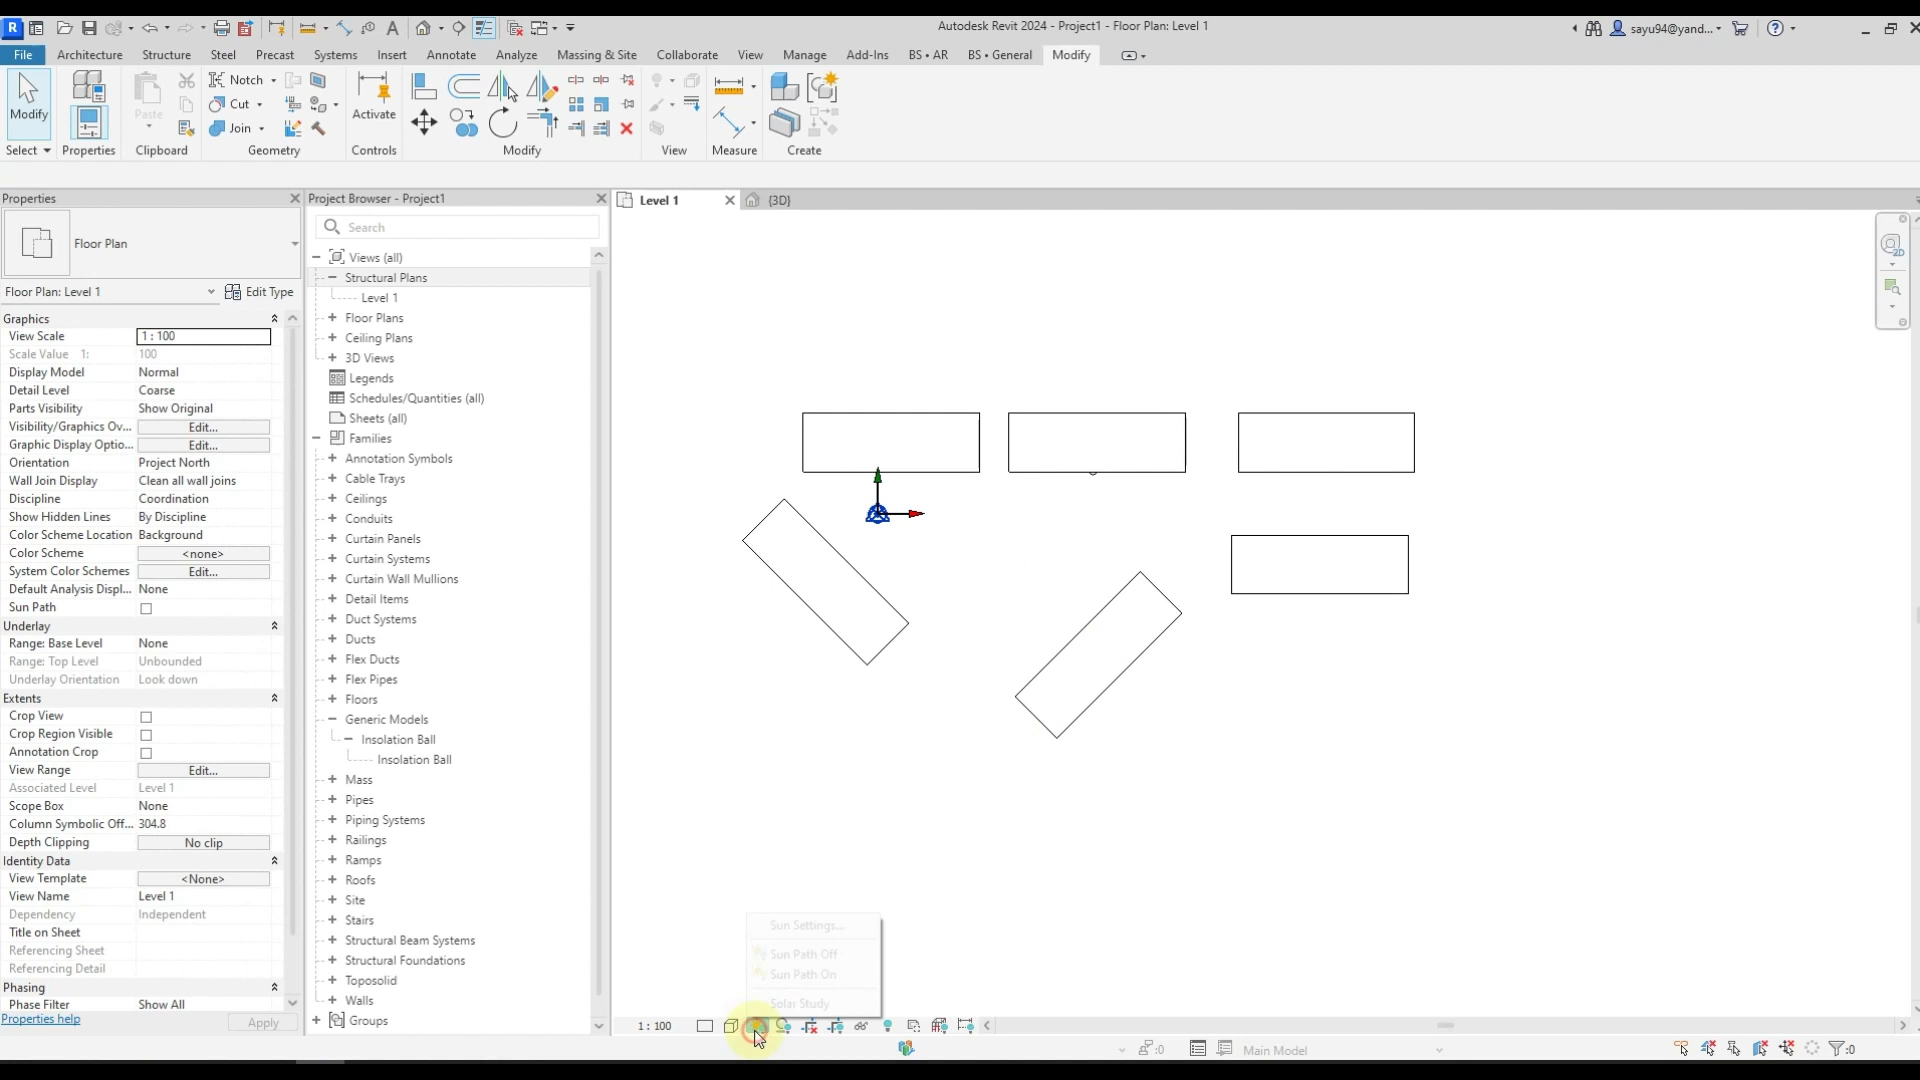 Autodesk Revit 2024 - Project1 - Floor Plan: Level 1
sayu94@yand...
File Architecture Structure Steel Precast Systems Insert Annotate Analyze Massing & Site Collaborate View Manage Add-Ins BS • AR BS • General Modify
Modify
Select
Properties
Paste
Clipboard
Notch
Cut
Join
Geometry
Activate
Controls
Modify
View
Measure
Create
Properties
Floor Plan
Floor Plan: Level 1 Edit Type
Graphics
View Scale 1 : 100
Scale Value 1: 100
Display Model Normal
Detail Level Coarse
Parts Visibility Show Original
Visibility/Graphics Ov... Edit...
Graphic Display Optio... Edit...
Orientation Project North
Wall Join Display Clean all wall joins
Discipline Coordination
Show Hidden Lines By Discipline
Color Scheme Location Background
Color Scheme <none>
System Color Schemes Edit...
Default Analysis Displ... None
Sun Path
Underlay
Range: Base Level None
Range: Top Level Unbounded
Underlay Orientation Look down
Extents
Crop View
Crop Region Visible
Annotation Crop
View Range Edit...
Associated Level Level 1
Scope Box None
Column Symbolic Off... 304.8
Depth Clipping No clip
Identity Data
View Template <None>
View Name Level 1
Dependency Independent
Title on Sheet
Referencing Sheet
Referencing Detail
Phasing
Phase Filter Show All
Properties help Apply
Project Browser - Project1
Search
Views (all)
Structural Plans
Level 1
Floor Plans
Ceiling Plans
3D Views
Legends
Schedules/Quantities (all)
Sheets (all)
Families
Annotation Symbols
Cable Trays
Ceilings
Conduits
Curtain Panels
Curtain Systems
Curtain Wall Mullions
Detail Items
Duct Systems
Ducts
Flex Ducts
Flex Pipes
Floors
Generic Models
Insolation Ball
Insolation Ball
Mass
Pipes
Piping Systems
Railings
Ramps
Roofs
Site
Stairs
Structural Beam Systems
Structural Foundations
Toposolid
Walls
Groups
Level 1 {3D}
2D
Sun Settings...
Sun Path Off
Sun Path On
Solar Study
1 : 100
:0
Main Model
:0